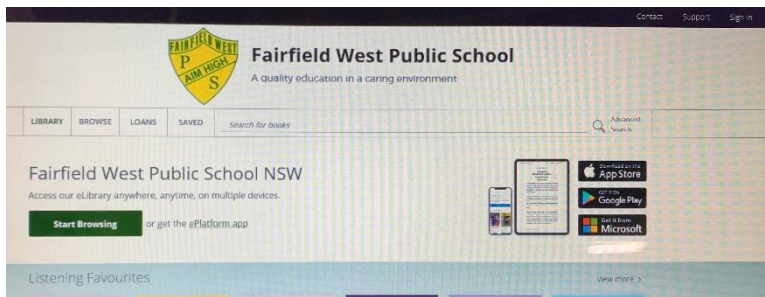 Contact Support Sign in
FAIRFIELD WEST
P
AIM HIGH
S
Fairfield West Public School
A quality education in a caring environment
LIBRARY BROWSE LOANS SAVED Search for books Advanced Search
Fairfield West Public School NSW
Access our eLibrary anywhere, anytime, on multiple devices.
Start Browsing or get the ePlatform app
Download on the
App Store
GET IT ON
Google Play
Get it from
Microsoft
Listening Favourites view more >